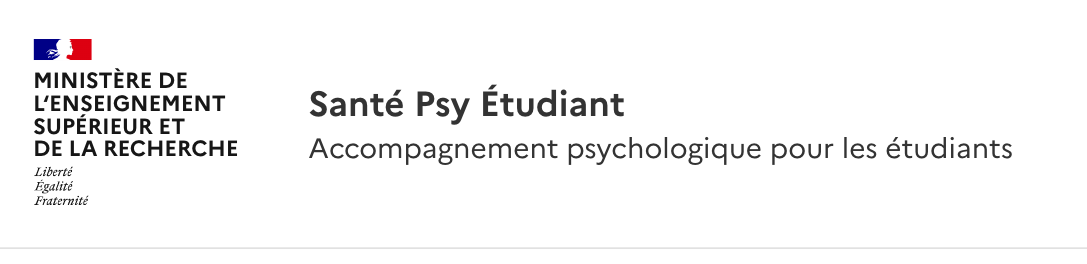 MINISTÈRE DE
L'ENSEIGNEMENT
SUPÉRIEUR ET
DE LA RECHERCHE
Liberté
Égalité
Fraternité
Santé Psy Étudiant
Accompagnement psychologique pour les étudiants